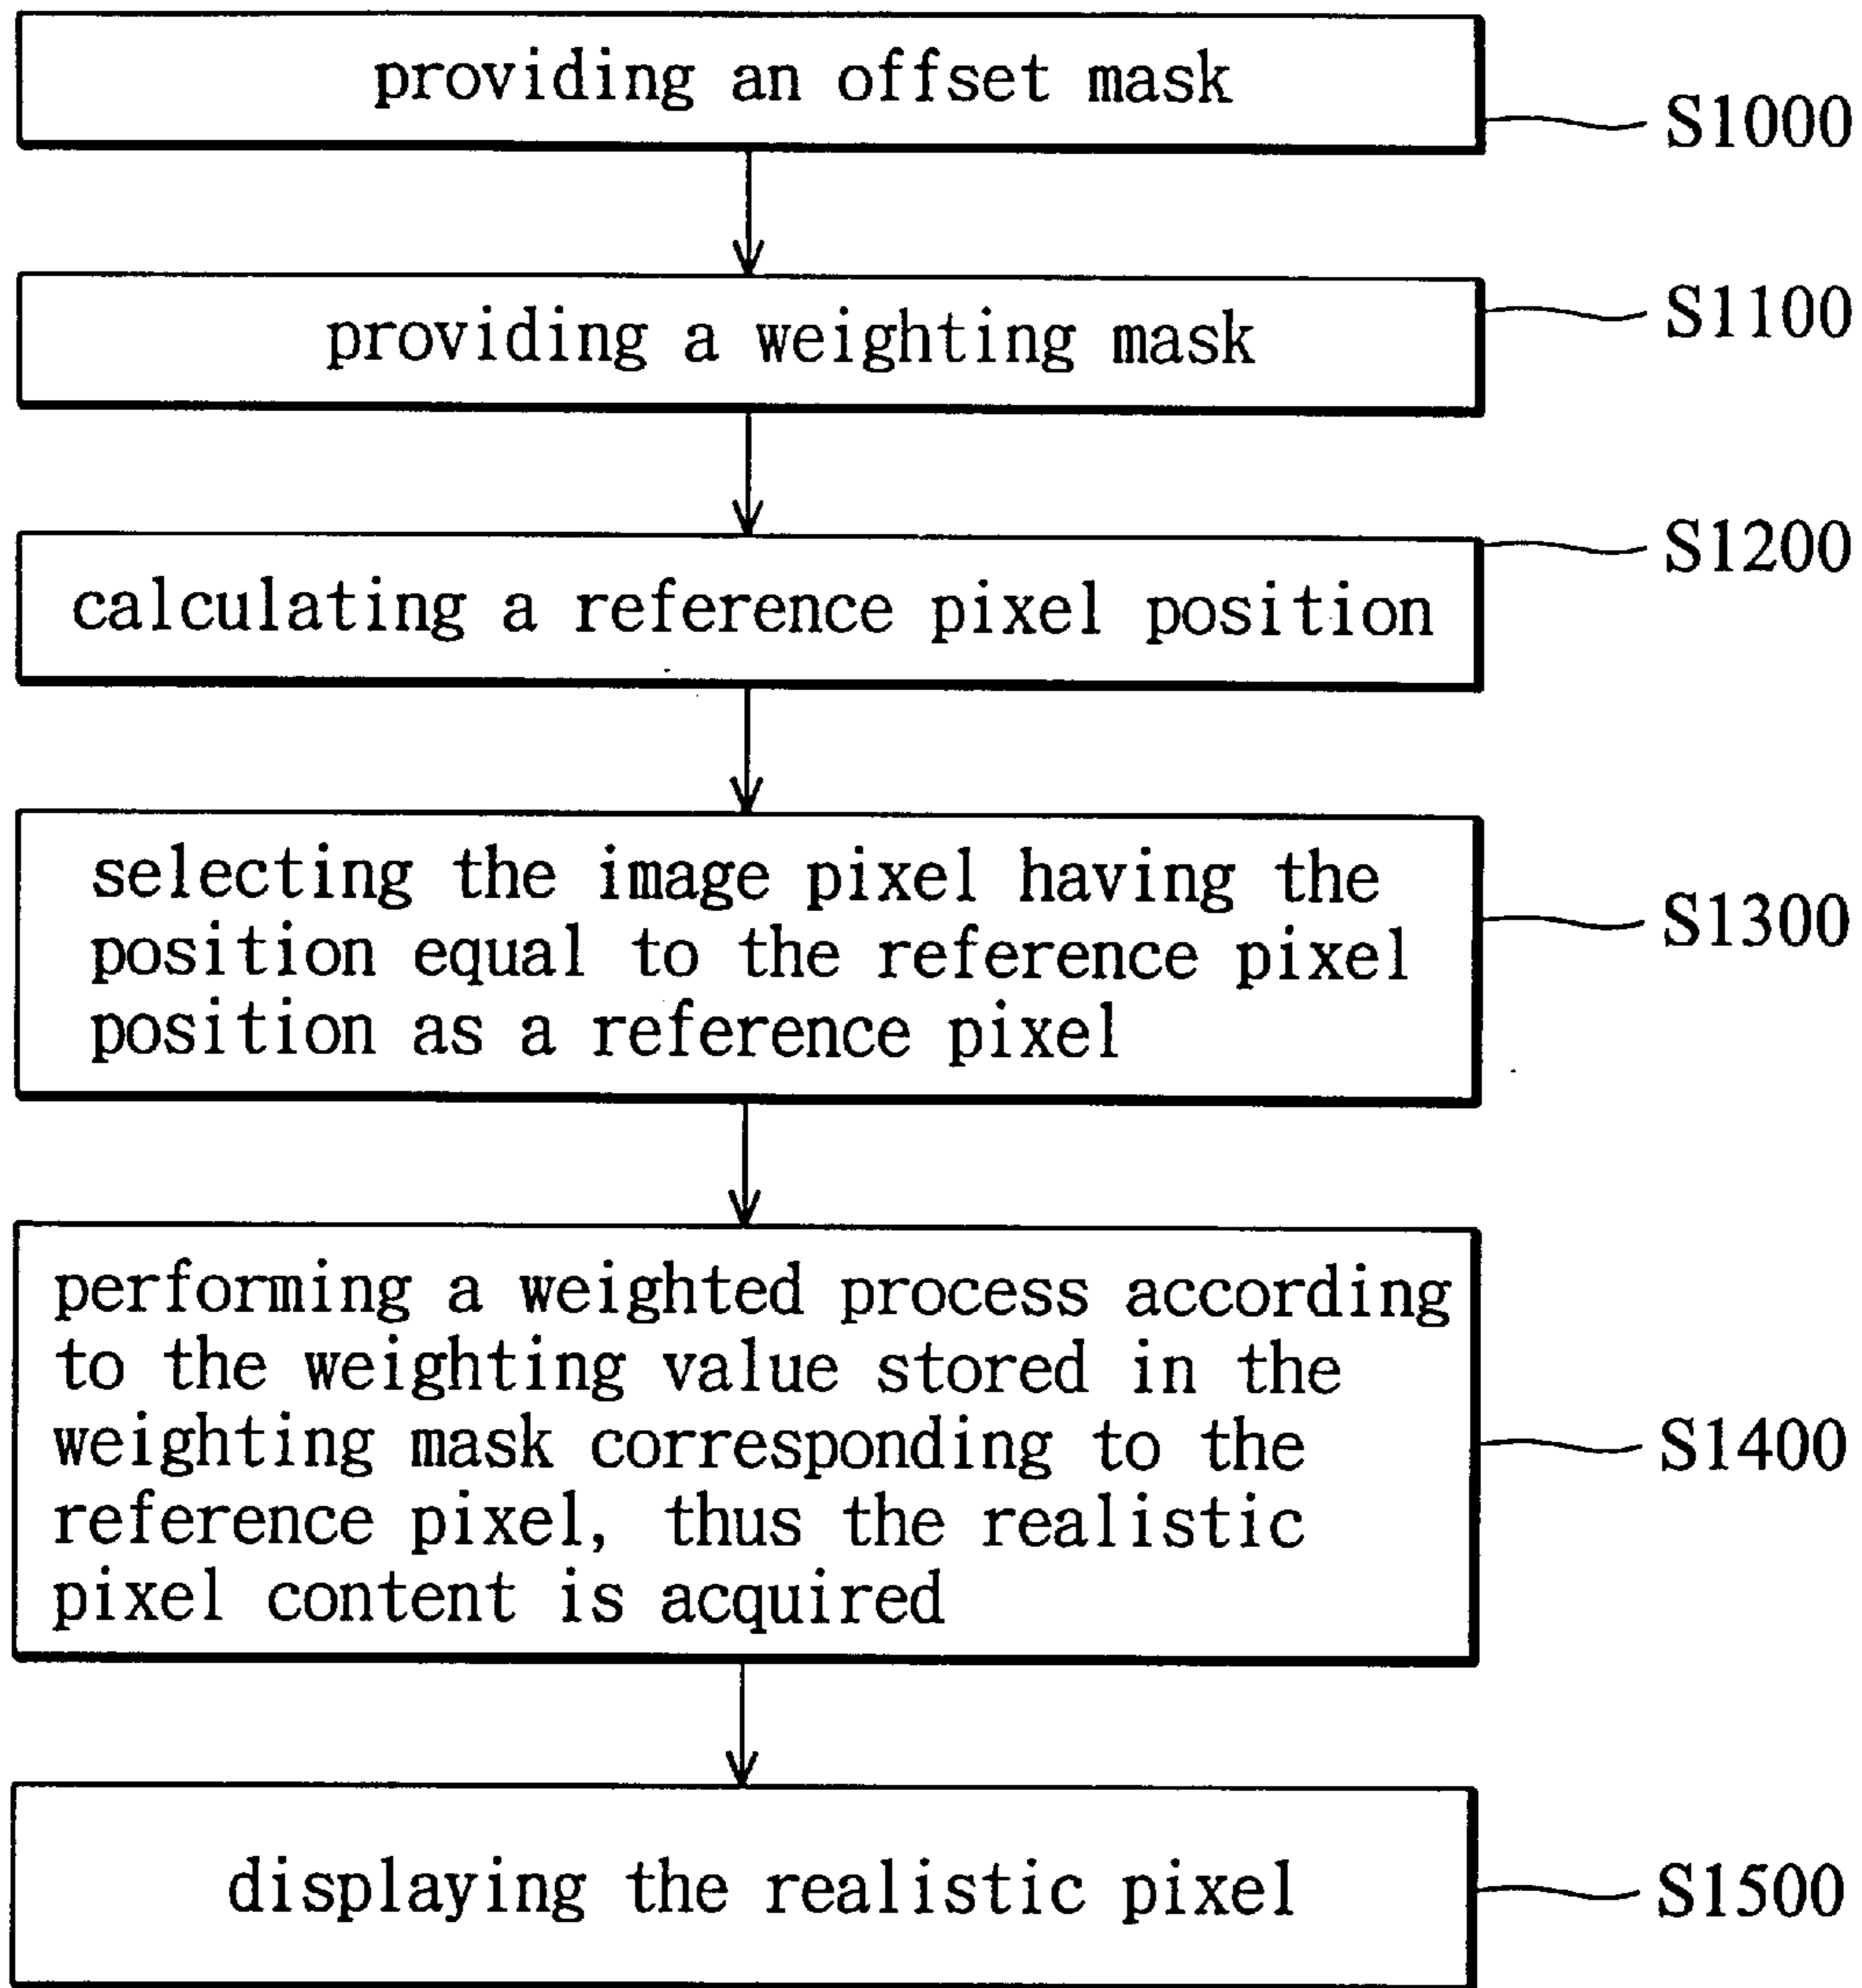 providing an offset mask
S1000
providing a weighting mask
S1100
calculating a reference pixel position
S1200
selecting the image pixel having the
position equal to the reference pixel
position as a reference pixel
S1300
performing a weighted process according
to the weighting value stored in the
weighting mask corresponding to the
reference pixel, thus the realistic
pixel content is acquired
S1400
displaying the realistic pixel
S1500